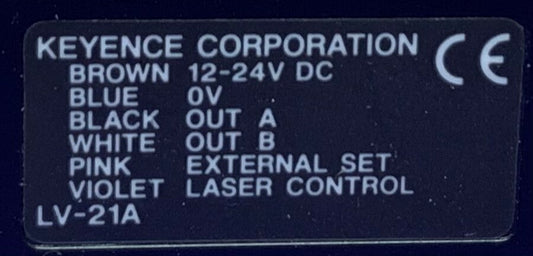 KEYENCE CORPORATION CE
BROWN 12-24V DC
BLUE 0V
BLACK OUT A
WHITE OUT B
PINK EXTERNAL SET
VIOLET LASER CONTROL
LV-21A